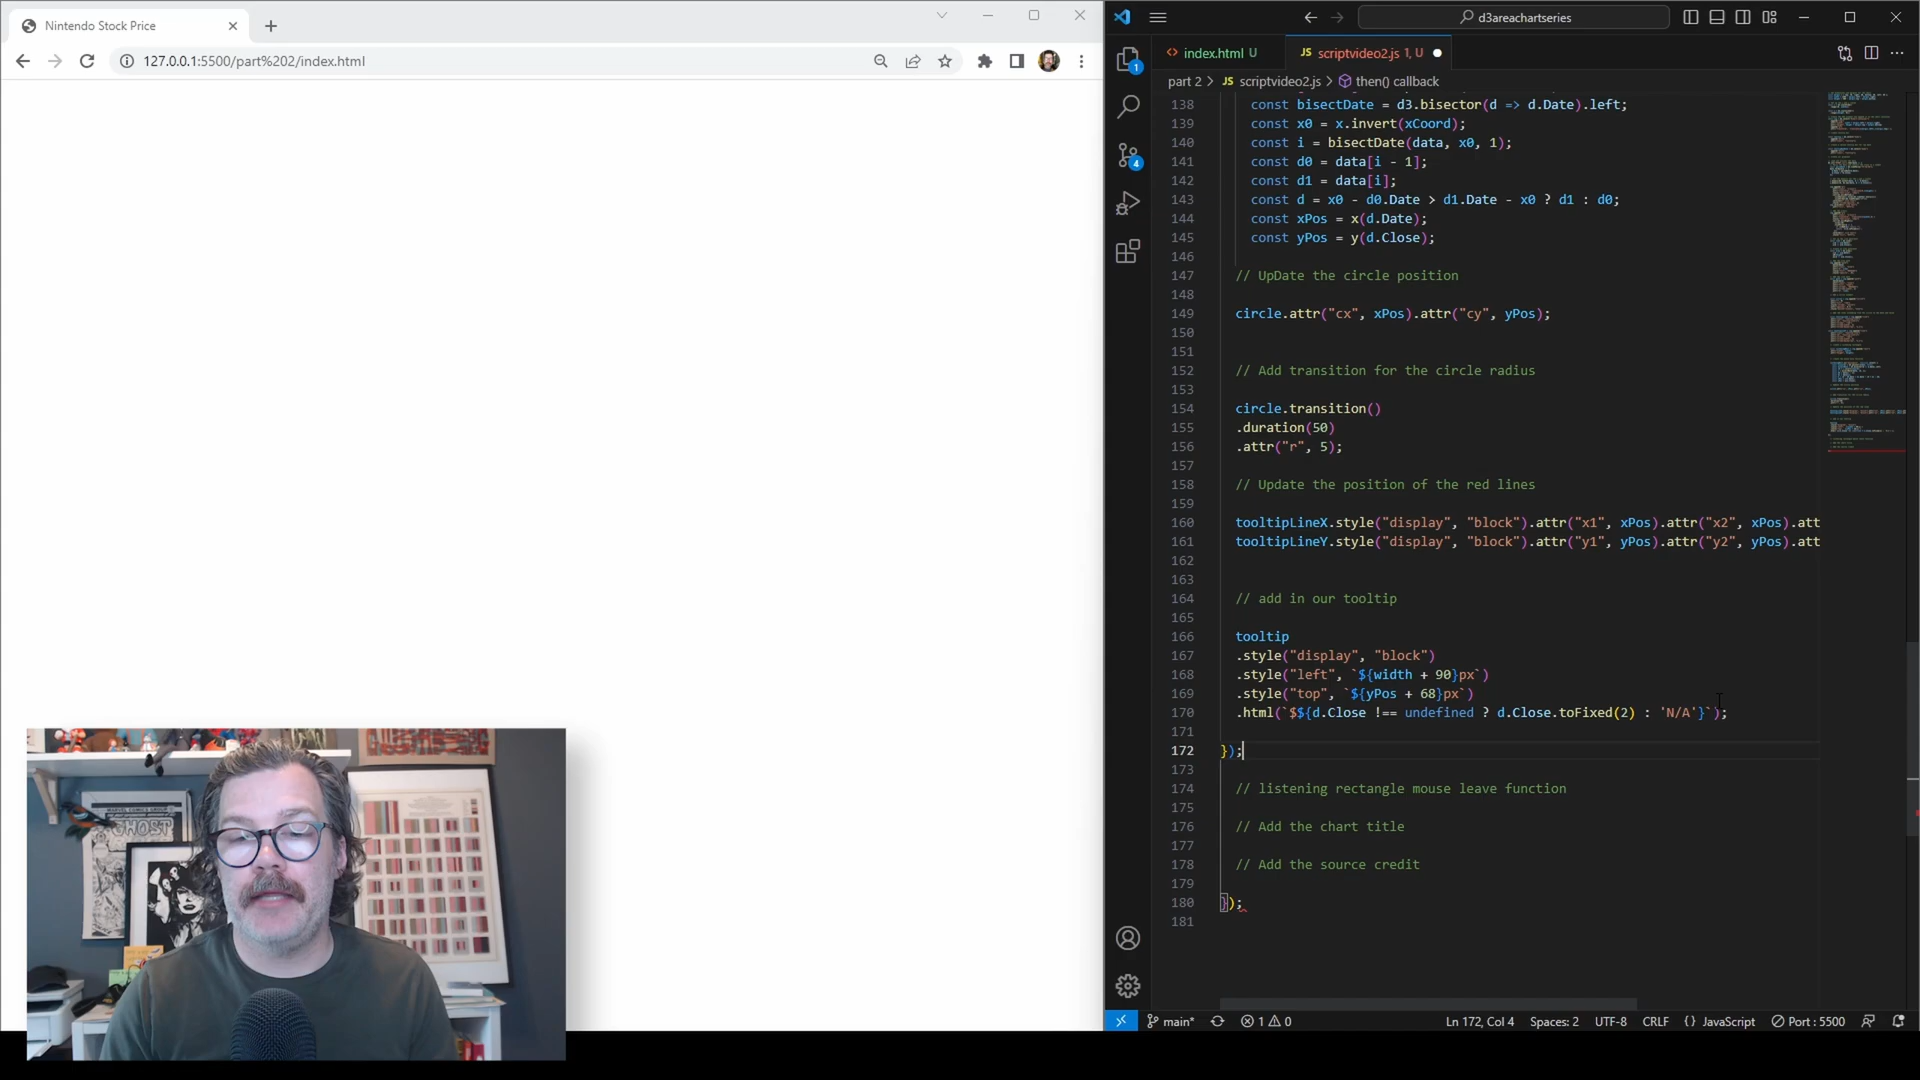 Nintendo Stock Price
127.0.0.1:5500/part%202/index.html
d3areachartseries
index.html U
JS scriptvideo2.js 1, U
part 2 > JS scriptvideo2.js > then() callback
138 const bisectDate = d3.bisector(d => d.Date).left;
139 const x0 = x.invert(xCoord);
140 const i = bisectDate(data, x0, 1);
141 const d0 = data[i - 1];
142 const d1 = data[i];
143 const d = x0 - d0.Date > d1.Date - x0 ? d1 : d0;
144 const xPos = x(d.Date);
145 const yPos = y(d.Close);
146
147 // UpDate the circle position
148
149 circle.attr("cx", xPos).attr("cy", yPos);
150
151
152 // Add transition for the circle radius
153
154 circle.transition()
155 .duration(50)
156 .attr("r", 5);
157
158 // Update the position of the red lines
159
160 tooltipLineX.style("display", "block").attr("x1", xPos).attr("x2", xPos).att
161 tooltipLineY.style("display", "block").attr("y1", yPos).attr("y2", yPos).att
162
163
164 // add in our tooltip
165
166 tooltip
167 .style("display", "block")
168 .style("left", `${width + 90}px`)
169 .style("top", `${yPos + 68}px`)
170 .html(`$${d.Close !== undefined ? d.Close.toFixed(2) : 'N/A'}`);
171
172 });
173
174 // listening rectangle mouse leave function
175
176 // Add the chart title
177
178 // Add the source credit
179
180 });
181
1
4
GHOST
main* 1 0 Ln 172, Col 4 Spaces: 2 UTF-8 CRLF {} JavaScript Port : 5500